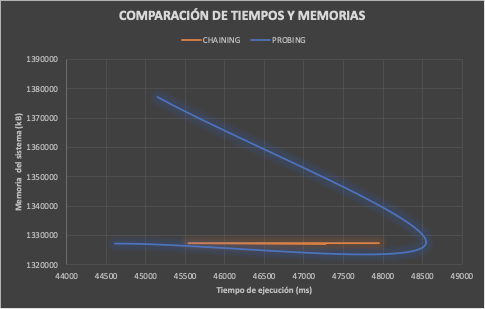 COMPARACIÓN DE TIEMPOS Y MEMORIAS
CHAINING PROBING
1390000
1380000
1370000
1360000
1350000
1340000
1330000
1320000
Memoria del sistema (kB)
44000 44500 45000 45500 46000 46500 47000 47500 48000 48500 49000
Tiempo de ejecución (ms)